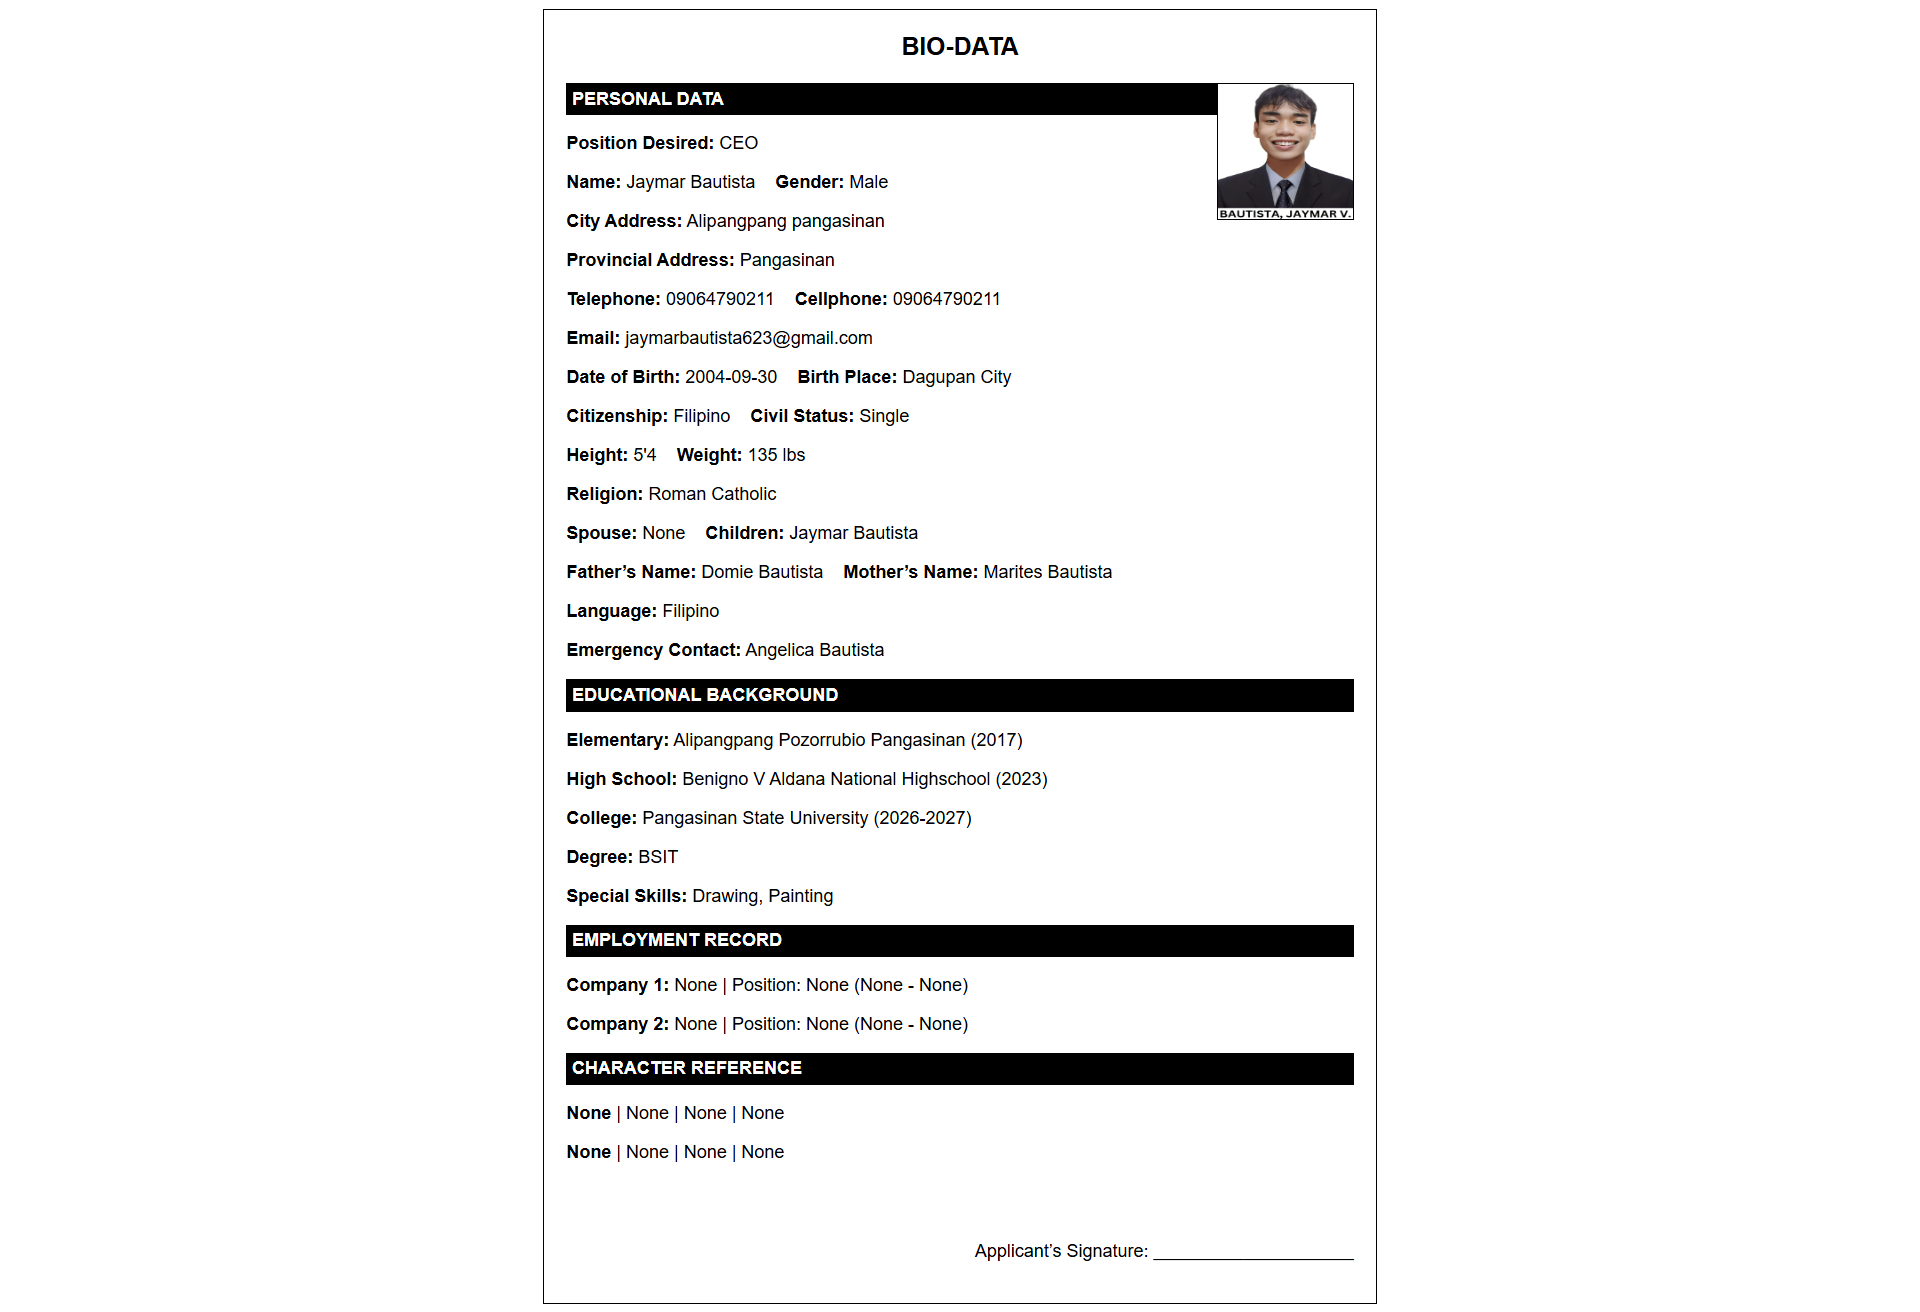 BIO-DATA
PERSONAL DATA
BAUTISTA, JAYMAR V.
Position Desired: CEO
Name: Jaymar Bautista Gender: Male
City Address: Alipangpang pangasinan
Provincial Address: Pangasinan
Telephone: 09064790211 Cellphone: 09064790211
Email: jaymarbautista623@gmail.com
Date of Birth: 2004-09-30 Birth Place: Dagupan City
Citizenship: Filipino Civil Status: Single
Height: 5'4 Weight: 135 lbs
Religion: Roman Catholic
Spouse: None Children: Jaymar Bautista
Father’s Name: Domie Bautista Mother’s Name: Marites Bautista
Language: Filipino
Emergency Contact: Angelica Bautista
EDUCATIONAL BACKGROUND
Elementary: Alipangpang Pozorrubio Pangasinan (2017)
High School: Benigno V Aldana National Highschool (2023)
College: Pangasinan State University (2026-2027)
Degree: BSIT
Special Skills: Drawing, Painting
EMPLOYMENT RECORD
Company 1: None | Position: None (None - None)
Company 2: None | Position: None (None - None)
CHARACTER REFERENCE
None | None | None | None
None | None | None | None
Applicant’s Signature: ____________________